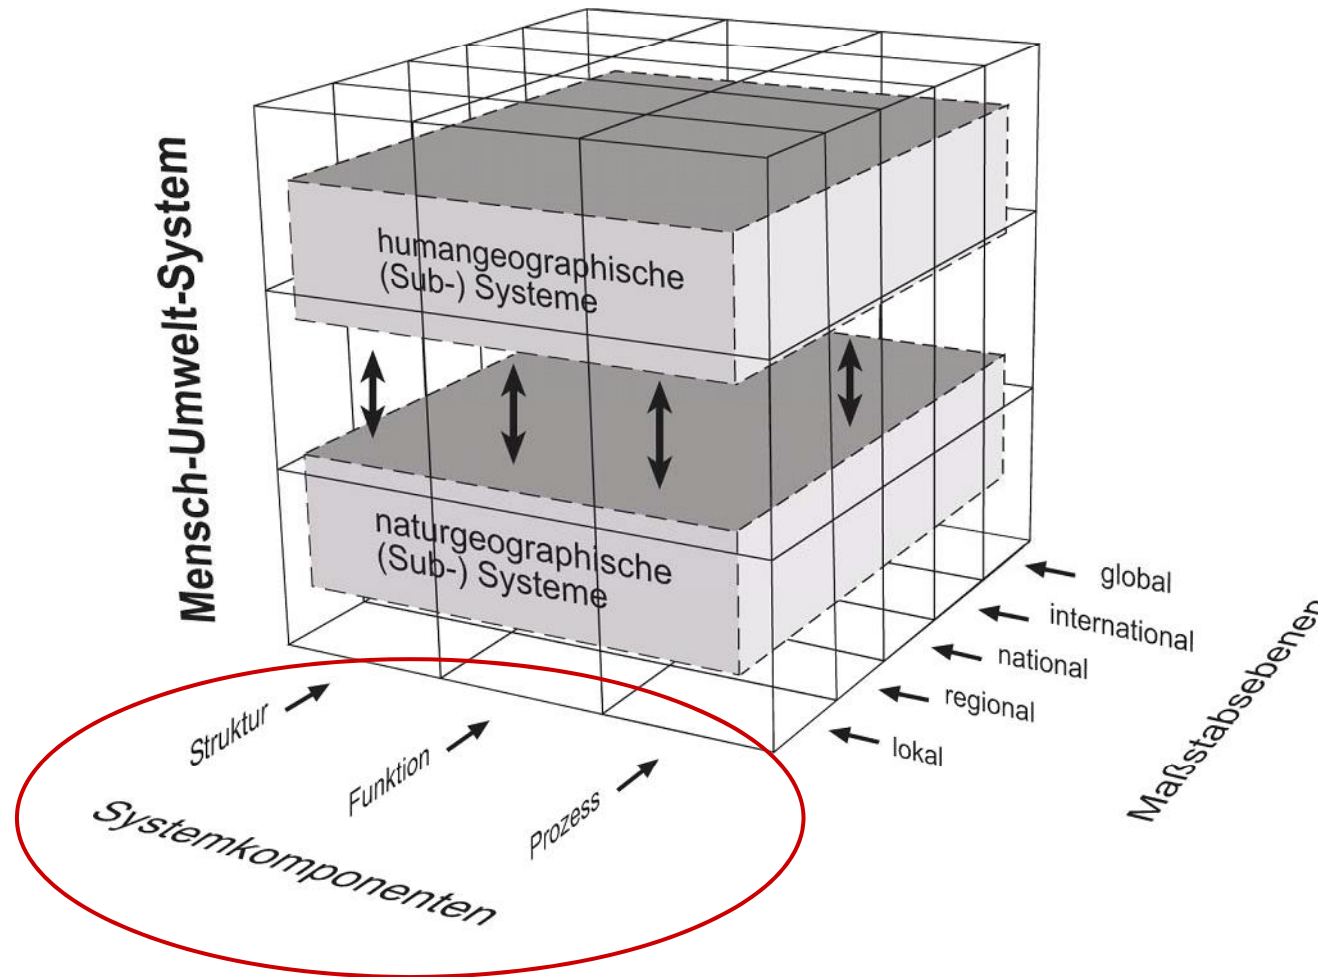 Mensch-Umwelt-System
humangeographische
(Sub-) Systeme
naturgeographische
(Sub-) Systeme
global
international
national
regional
lokal
Maßstabsebenen
Struktur
Funktion
Prozess
Systemkomponenten